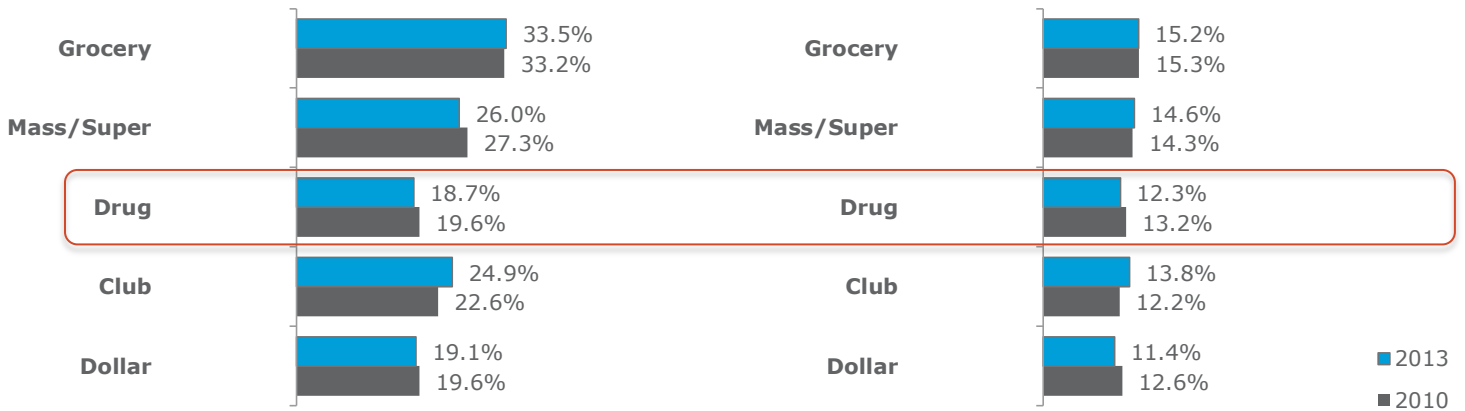 Grocery
33.5%
33.2%
Mass/Super
26.0%
27.3%
Drug
18.7%
19.6%
Club
24.9%
22.6%
Dollar
19.1%
19.6%
Grocery
15.2%
15.3%
Mass/Super
14.6%
14.3%
Drug
12.3%
13.2%
Club
13.8%
12.2%
Dollar
11.4%
12.6%
2013
2010